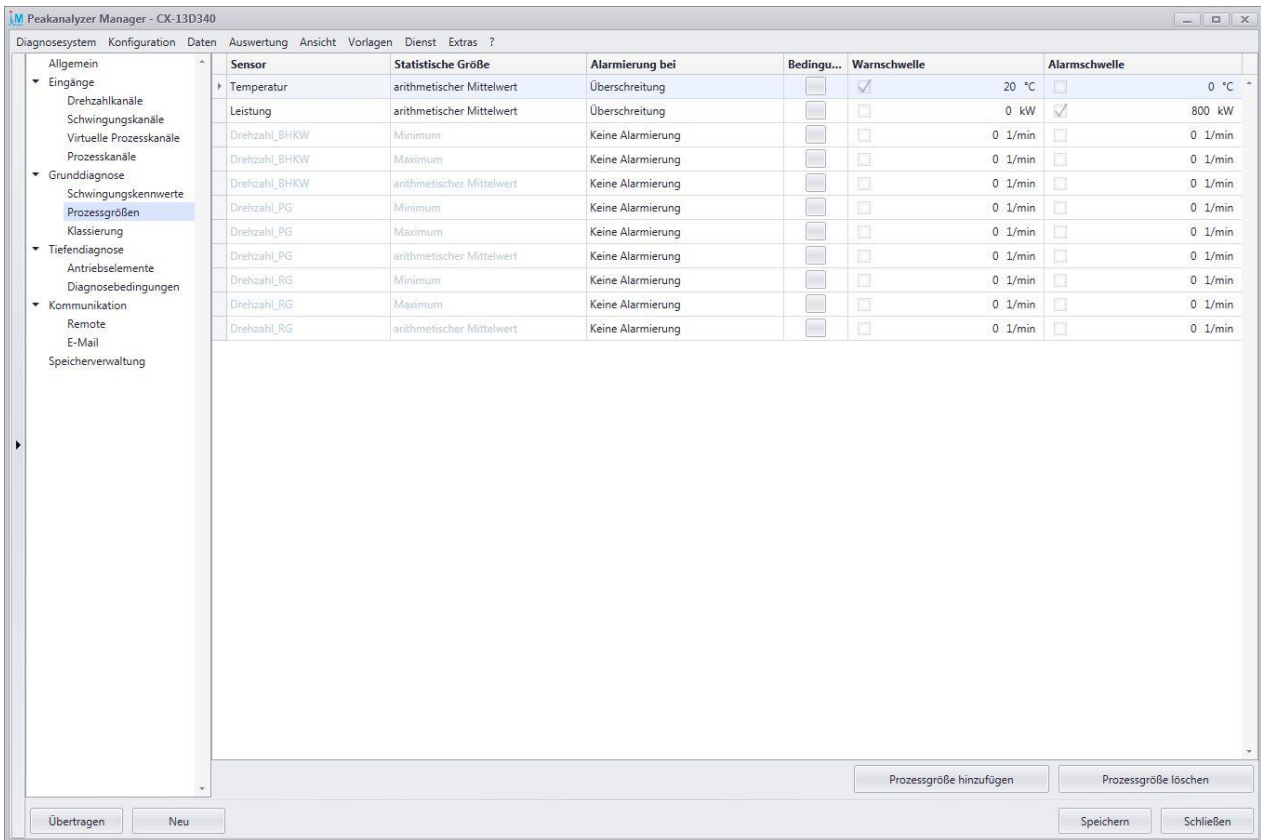 Peakanalyzer Manager - CX-13D340
Diagnosesystem Konfiguration Daten Auswertung Ansicht Vorlagen Dienst Extras ?
Allgemein
Eingänge
Drehzahlkanäle
Schwingungskanäle
Virtuelle Prozesskanäle
Prozesskanäle
Grunddiagnose
Schwingungskennwerte
Prozessgrößen
Klassierung
Tiefendiagnose
Antriebselemente
Diagnosebedingungen
Kommunikation
Remote
E-Mail
Speicherverwaltung
Sensor Statistische Größe Alarmierung bei Bedingu... Warnschwelle Alarmschwelle
Temperatur arithmetischer Mittelwert Überschreitung 20 °C 0 °C
Leistung arithmetischer Mittelwert Überschreitung 0 kW 800 kW
Drehzahl_BHKW Minimum Keine Alarmierung 0 1/min 0 1/min
Drehzahl_BHKW Maximum Keine Alarmierung 0 1/min 0 1/min
Drehzahl_BHKW arithmetischer Mittelwert Keine Alarmierung 0 1/min 0 1/min
Drehzahl_PG Minimum Keine Alarmierung 0 1/min 0 1/min
Drehzahl_PG Maximum Keine Alarmierung 0 1/min 0 1/min
Drehzahl_PG arithmetischer Mittelwert Keine Alarmierung 0 1/min 0 1/min
Drehzahl_RG Minimum Keine Alarmierung 0 1/min 0 1/min
Drehzahl_RG Maximum Keine Alarmierung 0 1/min 0 1/min
Drehzahl_RG arithmetischer Mittelwert Keine Alarmierung 0 1/min 0 1/min
Prozessgröße hinzufügen Prozessgröße löschen
Übertragen Neu Speichern Schließen